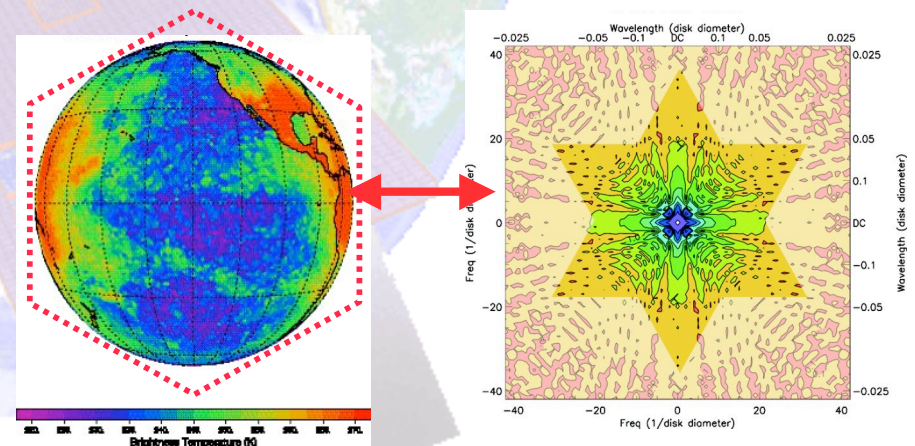 Brightness Temperature (K)
Wavelength (disk diameter)
-0.025 -0.05 -0.1 DC 0.1 0.05 0.025
40
20
0
-20
-40
Freq (1/disk diameter)
0.025
0.05
0.1
DC
-0.1
-0.05
-0.025
Wavelength (disk diameter)
-40 -20 0 20 40
Freq (1/disk diameter)